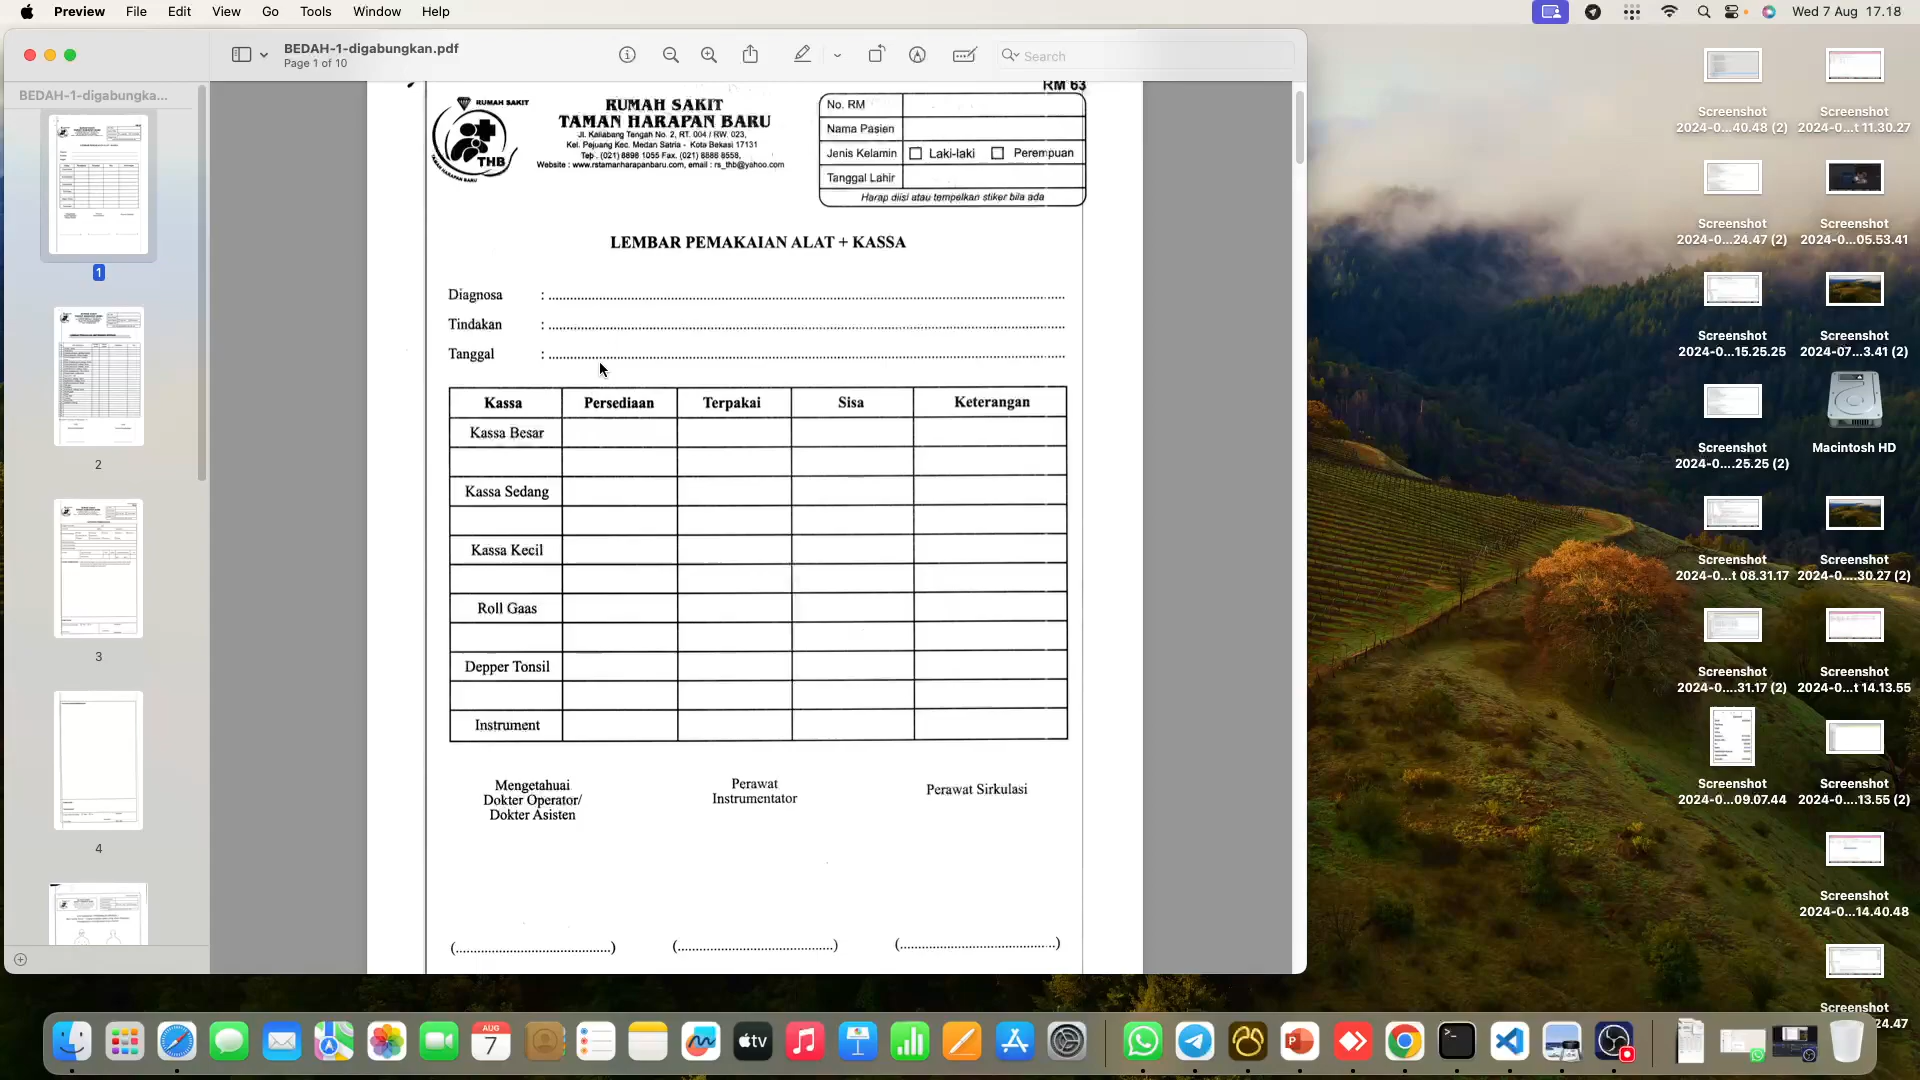 Preview File Edit View Go Tools Window Help
Wed 7 Aug 17.18
BEDAH-1-digabungkan.pdf
Page 1 of 10
Search
BEDAH-1-digabungka...
1
2
3
4
RM 63
RUMAH SAKIT
THB
RUMAH SAKIT
TAMAN HARAPAN BARU
Jl. Kaliabang Tengah No. 2, RT. 004 / RW. 023,
Kel. Pejuang Kec. Medan Satria - Kota Bekasi 17131
Website : www.rstamanharapanbaru.com, email : rs_thb@yahoo.com
No. RM
Nama Pasien
Jenis Kelamin Laki-laki Perempuan
Tanggal Lahir
Harap diisi atau tempelkan stiker bila ada
LEMBAR PEMAKAIAN ALAT + KASSA
Diagnosa :
Tindakan :
Tanggal :
Kassa Persediaan Terpakai Sisa Keterangan
Kassa Besar
Kassa Sedang
Kassa Kecil
Roll Gaas
Depper Tonsil
Instrument
Mengetahuai
Dokter Operator/
Dokter Asisten
Perawat
Instrumentator
Perawat Sirkulasi
(........................................) (........................................) (........................................)
Screenshot
2024-0...40.48 (2)
Screenshot
2024-0...t 11.30.27
Screenshot
2024-0...24.47 (2)
Screenshot
2024-0...05.53.41
Screenshot
2024-0...15.25.25
Screenshot
2024-07...3.41 (2)
Screenshot
2024-0....25.25 (2)
Macintosh HD
Screenshot
2024-0...t 08.31.17
Screenshot
2024-0....30.27 (2)
Screenshot
2024-0....31.17 (2)
Screenshot
2024-0...t 14.13.55
Screenshot
2024-0...09.07.44
Screenshot
2024-0....13.55 (2)
Screenshot
2024-0...14.40.48
Screenshot
24.47
AUG
7
tv